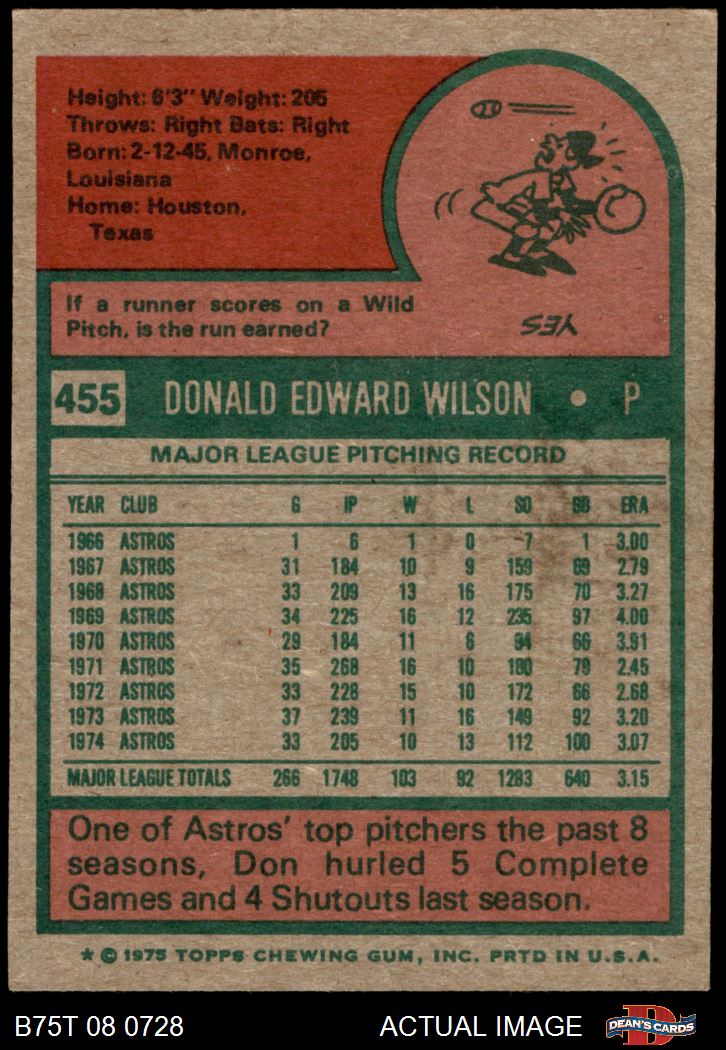 Height: 6'3" Weight: 205
Throws: Right Bats: Right
Born: 2-12-45, Monroe,
Louisiana
Home: Houston,
Texas
If a runner scores on a Wild
Pitch, is the run earned?
YES
455 DONALD EDWARD WILSON • P
MAJOR LEAGUE PITCHING RECORD
YEAR CLUB G IP W L SO BB ERA
1966 ASTROS 1 6 1 0 7 1 3.00
1967 ASTROS 31 184 10 9 159 69 2.79
1968 ASTROS 33 209 13 16 175 70 3.27
1969 ASTROS 34 225 16 12 235 97 4.00
1970 ASTROS 29 184 11 6 94 66 3.91
1971 ASTROS 35 268 16 10 180 79 2.45
1972 ASTROS 33 228 15 10 172 66 2.68
1973 ASTROS 37 239 11 16 149 92 3.20
1974 ASTROS 33 205 10 13 112 100 3.07
MAJOR LEAGUE TOTALS 266 1748 103 92 1283 640 3.15
One of Astros' top pitchers the past 8
seasons, Don hurled 5 Complete
Games and 4 Shutouts last season.
* © 1975 TOPPS CHEWING GUM, INC. PRTD IN U.S.A.
B75T 08 0728 ACTUAL IMAGE D DEAN'S CARDS